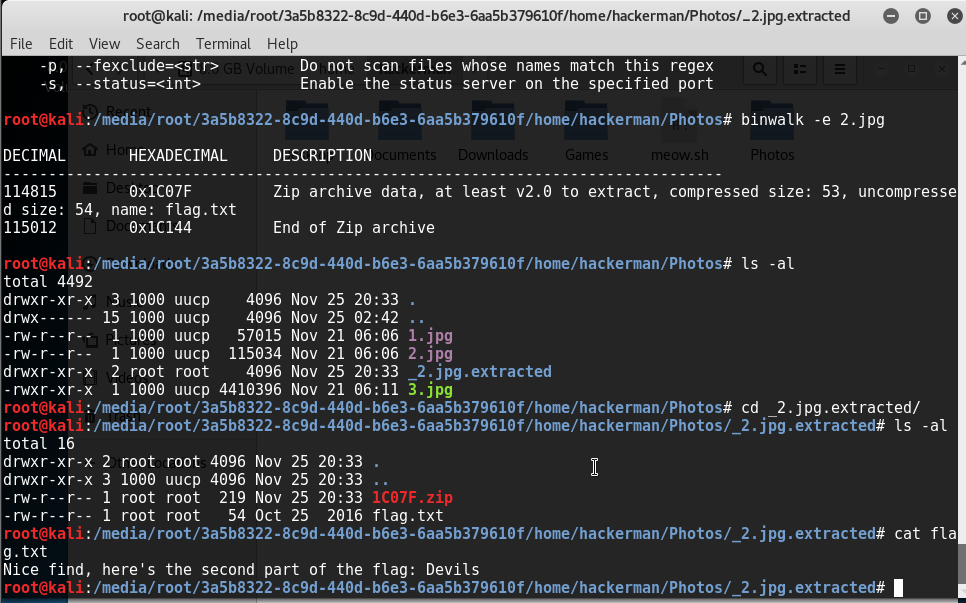 root@kali: /media/root/3a5b8322-8c9d-440d-b6e3-6aa5b379610f/home/hackerman/Photos/_2.jpg.extracted
File Edit View Search Terminal Help
-p, --fexclude=<str> Do not scan files whose names match this regex
-s, --status=<int> Enable the status server on the specified port
root@kali:/media/root/3a5b8322-8c9d-440d-b6e3-6aa5b379610f/home/hackerman/Photos# binwalk -e 2.jpg
Documents Downloads Games meow.sh Photos
DECIMAL HEXADECIMAL DESCRIPTION
--------------------------------------------------------------------------------
114815 0x1C07F Zip archive data, at least v2.0 to extract, compressed size: 53, uncompresse
d size: 54, name: flag.txt
115012 0x1C144 End of Zip archive
root@kali:/media/root/3a5b8322-8c9d-440d-b6e3-6aa5b379610f/home/hackerman/Photos# ls -al
total 4492
drwxr-xr-x 3 1000 uucp 4096 Nov 25 20:33 .
drwx------ 15 1000 uucp 4096 Nov 25 02:42 ..
-rw-r--r-- 1 1000 uucp 57015 Nov 21 06:06 1.jpg
-rw-r--r-- 1 1000 uucp 115034 Nov 21 06:06 2.jpg
drwxr-xr-x 2 root root 4096 Nov 25 20:33 _2.jpg.extracted
-rwxr-xr-x 1 1000 uucp 4410396 Nov 21 06:11 3.jpg
root@kali:/media/root/3a5b8322-8c9d-440d-b6e3-6aa5b379610f/home/hackerman/Photos# cd _2.jpg.extracted/
root@kali:/media/root/3a5b8322-8c9d-440d-b6e3-6aa5b379610f/home/hackerman/Photos/_2.jpg.extracted# ls -al
total 16
drwxr-xr-x 2 root root 4096 Nov 25 20:33 .
drwxr-xr-x 3 1000 uucp 4096 Nov 25 20:33 ..
-rw-r--r-- 1 root root 219 Nov 25 20:33 1C07F.zip
-rw-r--r-- 1 root root 54 Oct 25 2016 flag.txt
root@kali:/media/root/3a5b8322-8c9d-440d-b6e3-6aa5b379610f/home/hackerman/Photos/_2.jpg.extracted# cat fla
g.txt
Nice find, here's the second part of the flag: Devils
root@kali:/media/root/3a5b8322-8c9d-440d-b6e3-6aa5b379610f/home/hackerman/Photos/_2.jpg.extracted#